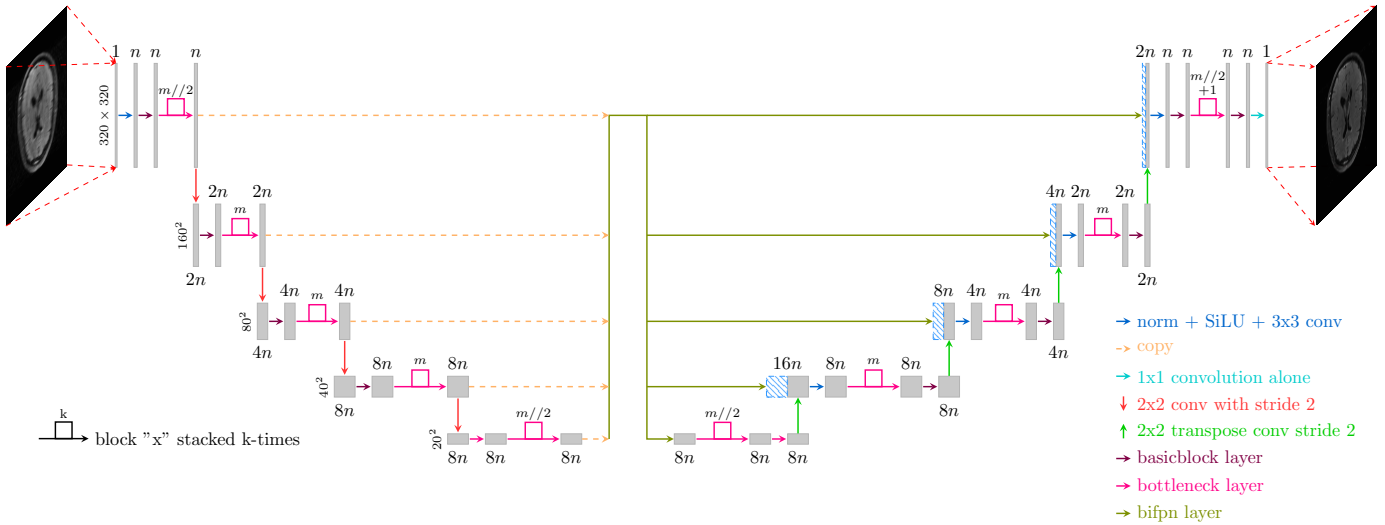 1 n n n
m//2
320 × 320
2n n n n n 1
m//2
+1
2n 2n
m
160²
2n
4n 2n 2n
m
2n
4n 4n
m
80²
4n
8n 4n 4n
m
4n
8n 8n
m
40²
8n
16n 8n 8n
m
8n
m//2
20²
8n 8n 8n
m//2
8n 8n 8n
k
block "x" stacked k-times
norm + SiLU + 3x3 conv
copy
1x1 convolution alone
2x2 conv with stride 2
2x2 transpose conv stride 2
basicblock layer
bottleneck layer
bifpn layer